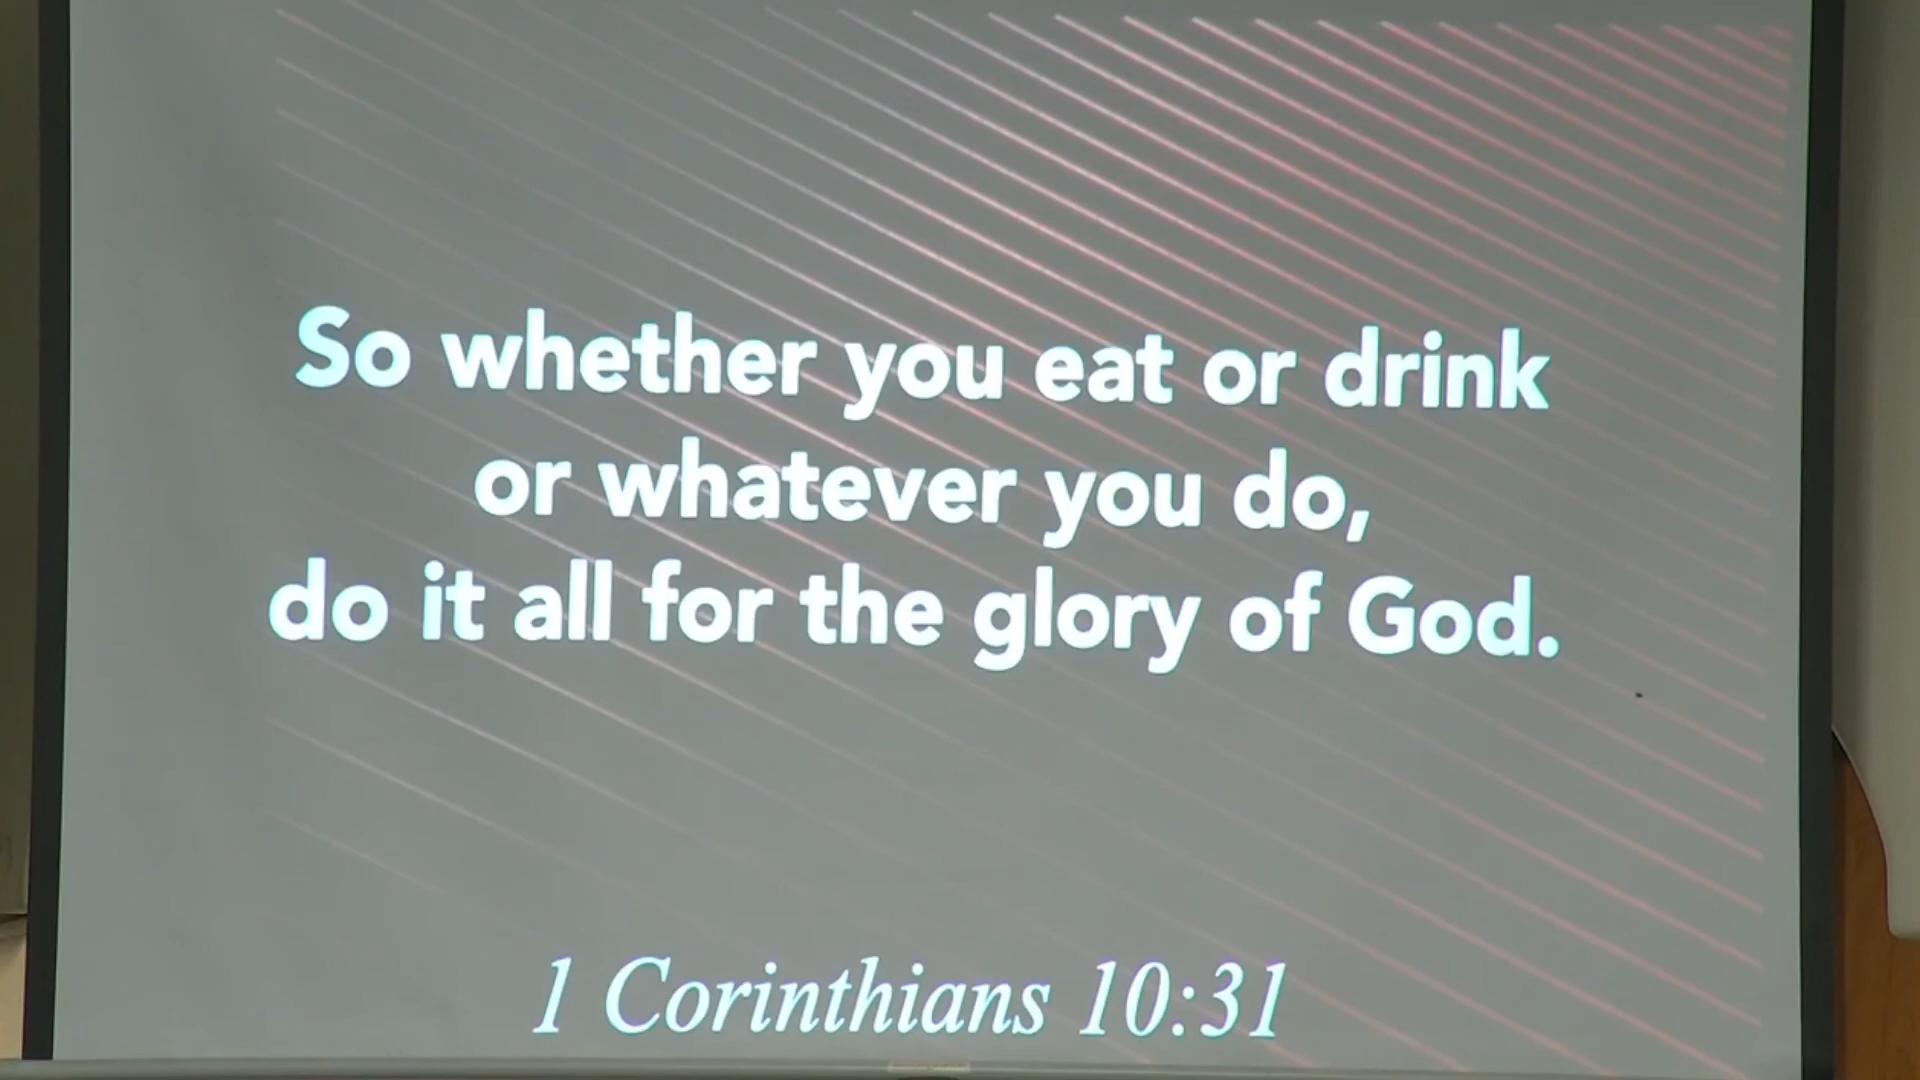 So whether you eat or drink
or whatever you do,
do it all for the glory of God.
1 Corinthians 10:31